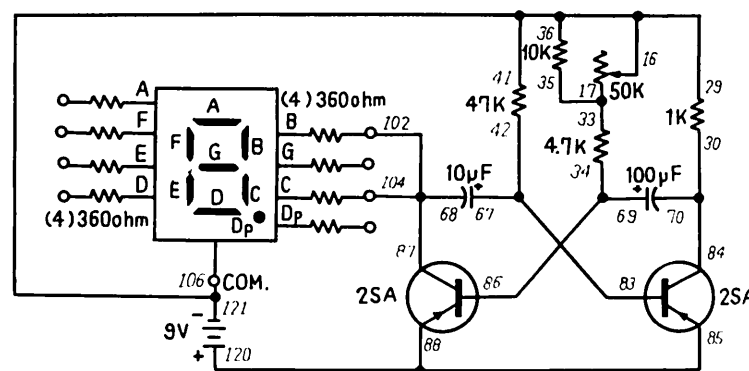 36
10K
16
A
41
35
17
50K
29
A
(4) 360ohm
B
102
47K
33
1K
F
F
B
G
42
4.7K
30
E
G
C
104
10µF
34
100µF
D
E
D
C
+
+
(4) 360ohm
Dp
Dp
68
67
69
70
87
84
106
COM.
2SA
86
83
2SA
-
121
9V
88
85
+
120